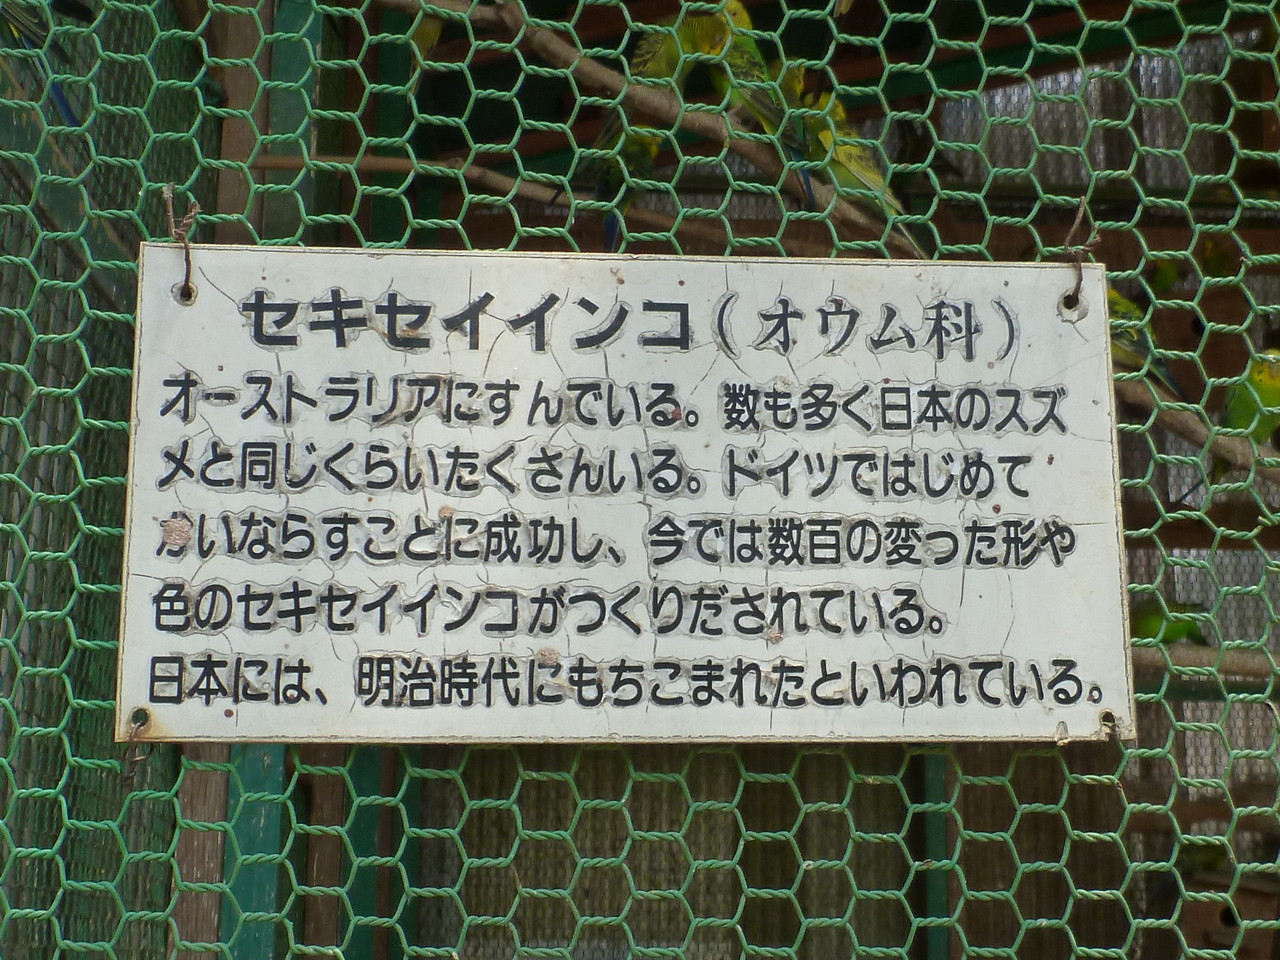 セキセイインコ(オウム科)
オーストラリアにすんでいる。数も多く日本のスズ
メと同じくらいたくさんいる。ドイツではじめて
かいならすことに成功し、今では数百の変った形や
色のセキセイインコがつくりだされている。
日本には、明治時代にもちこまれたといわれている。